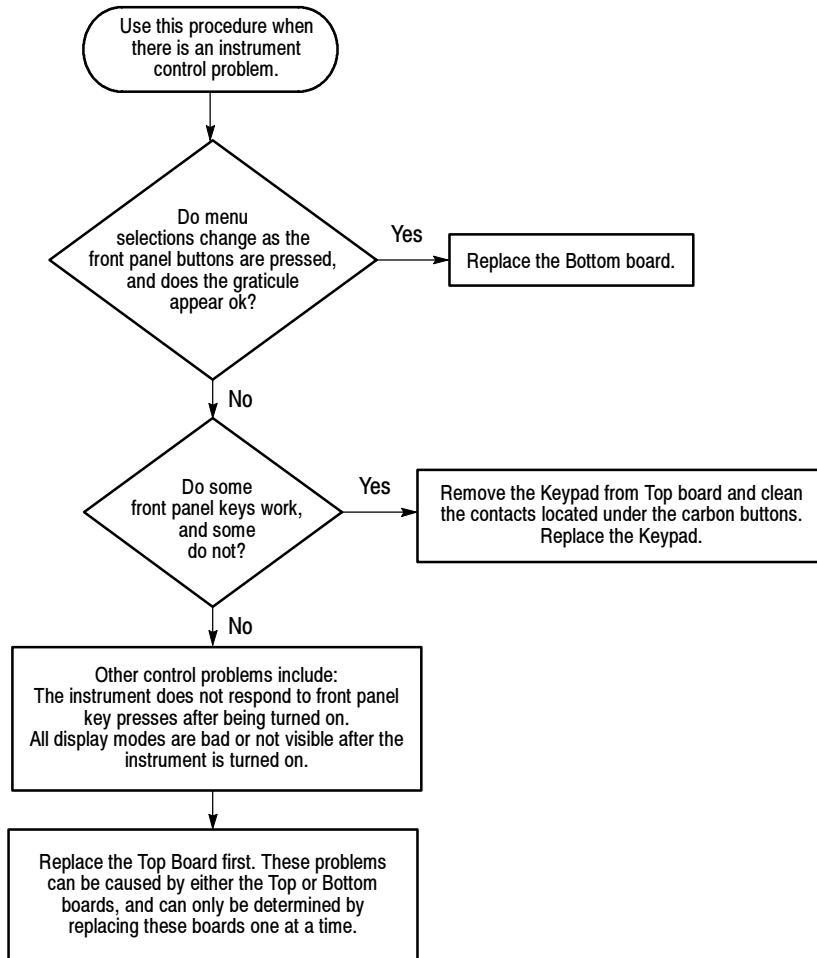 Use this procedure when
there is an instrument
control problem.
Do menu
selections change as the
front panel buttons are pressed,
and does the graticule
appear ok?
Yes
Replace the Bottom board.
No
Do some
front panel keys work,
and some
do not?
Yes
Remove the Keypad from Top board and clean
the contacts located under the carbon buttons.
Replace the Keypad.
No
Other control problems include:
The instrument does not respond to front panel
key presses after being turned on.
All display modes are bad or not visible after the
instrument is turned on.
Replace the Top Board first. These problems
can be caused by either the Top or Bottom
boards, and can only be determined by
replacing these boards one at a time.